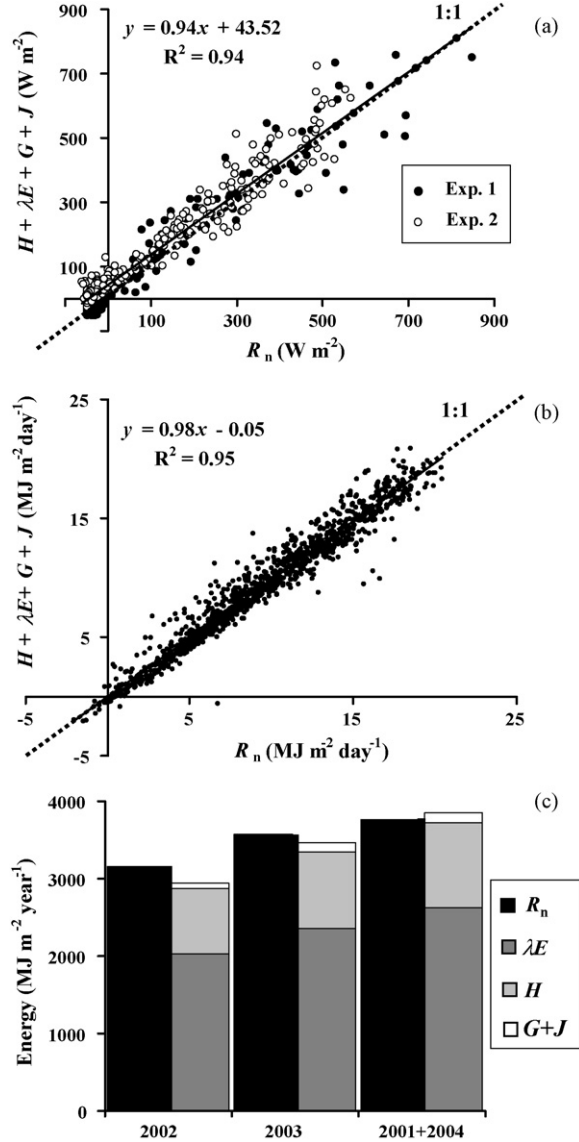 y = 0.94x + 43.52
R² = 0.94
1:1
(a)
H + λE + G + J (W m⁻²)
900
700
500
300
100
Exp. 1
Exp. 2
100 300 500 700 900
Rₙ (W m⁻²)
25
1:1
(b)
y = 0.98x - 0.05
R² = 0.95
H + λE + G + J (MJ m⁻² day⁻¹)
15
5
-5 5 15 25
-5
Rₙ (MJ m⁻² day⁻¹)
(c)
4000
3000
2000
1000
0
Energy (MJ m⁻² year⁻¹)
Rₙ
λE
H
G+J
2002 2003 2001+2004